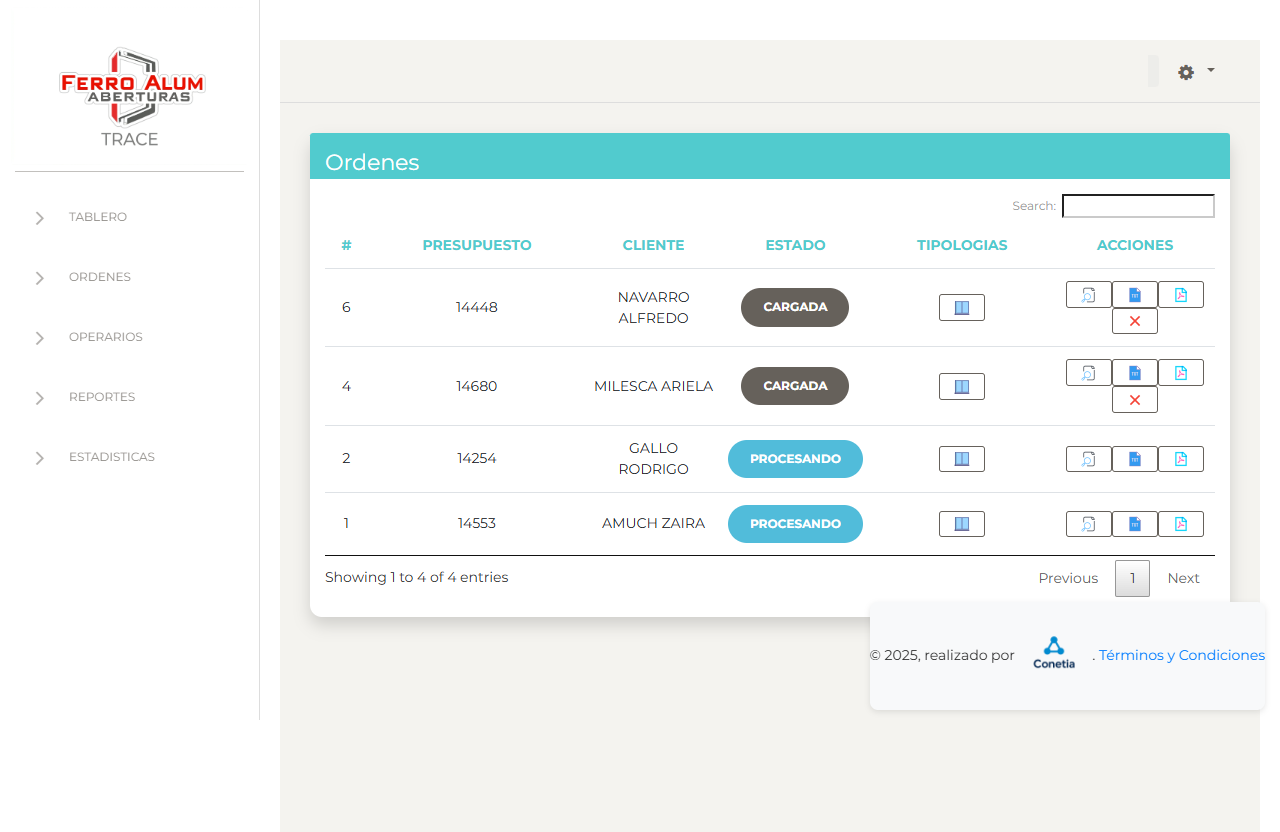 FERRO ALUM
ABERTURAS
TRACE
TABLERO
ORDENES
OPERARIOS
REPORTES
ESTADISTICAS
Ordenes
Search:
# PRESUPUESTO CLIENTE ESTADO TIPOLOGIAS ACCIONES
6 14448 NAVARRO ALFREDO CARGADA
4 14680 MILESCA ARIELA CARGADA
2 14254 GALLO RODRIGO PROCESANDO
1 14553 AMUCH ZAIRA PROCESANDO
Showing 1 to 4 of 4 entries
Previous 1 Next
© 2025, realizado por Conetia . Términos y Condiciones